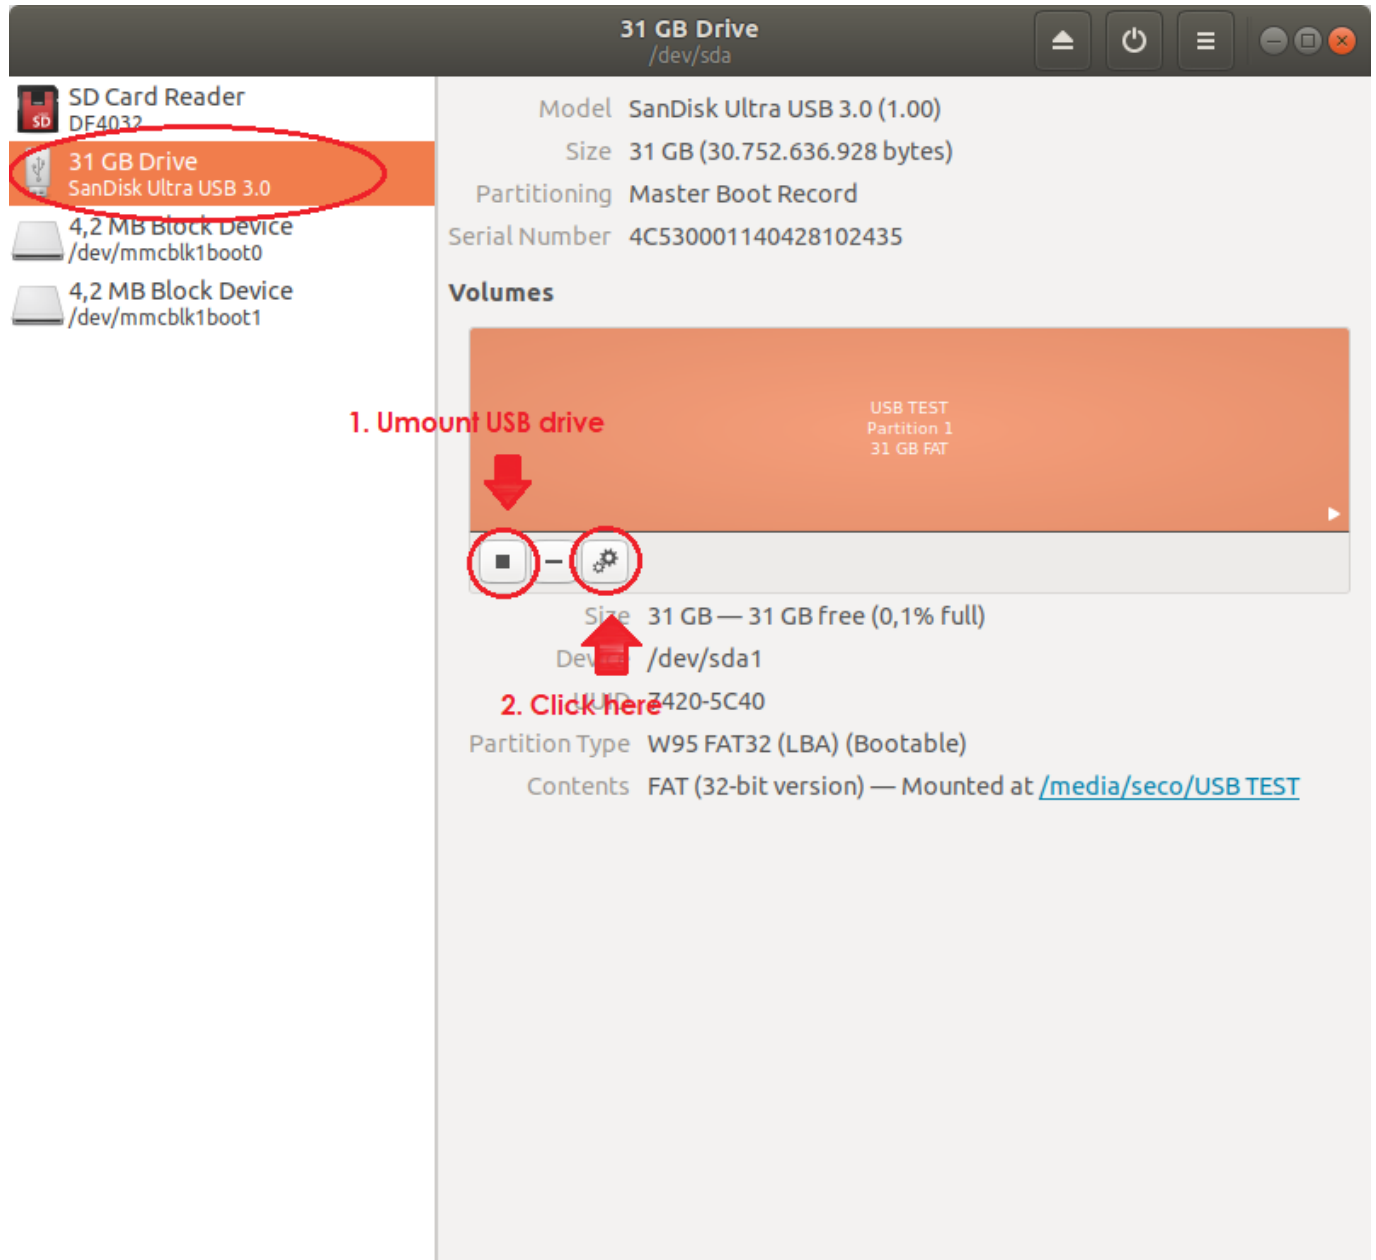 31 GB Drive
/dev/sda
SD Card Reader
DF4032
31 GB Drive
SanDisk Ultra USB 3.0
4,2 MB Block Device
/dev/mmcblk1boot0
4,2 MB Block Device
/dev/mmcblk1boot1
Model SanDisk Ultra USB 3.0 (1.00)
Size 31 GB (30.752.636.928 bytes)
Partitioning Master Boot Record
Serial Number 4C530001140428102435
Volumes
USB TEST
Partition 1
31 GB FAT
1. Umount USB drive
Size 31 GB — 31 GB free (0,1% full)
Device /dev/sda1
UUID 7420-5C40
2. Click here
Partition Type W95 FAT32 (LBA) (Bootable)
Contents FAT (32-bit version) — Mounted at /media/seco/USB TEST